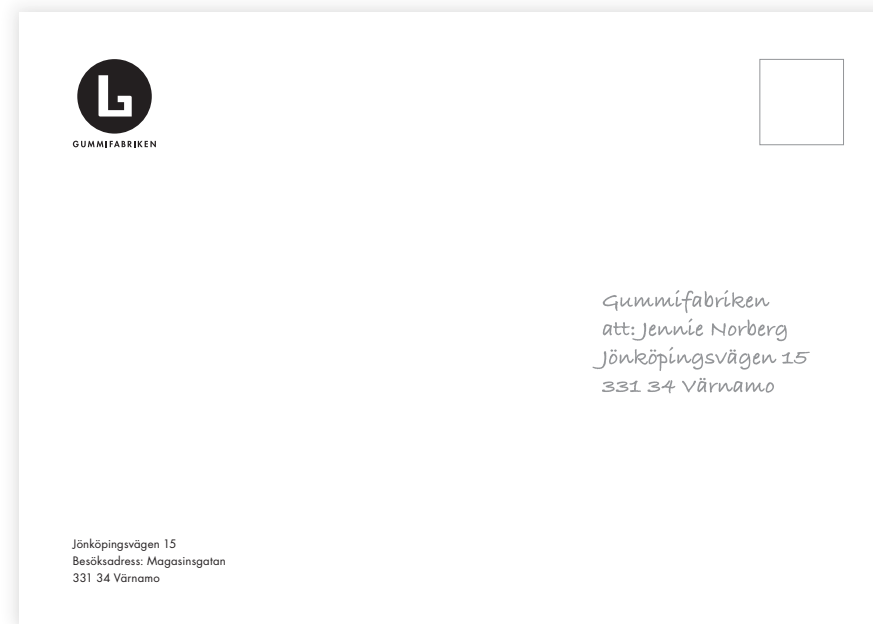 GUMMIFABRIKEN
Gummifabriken
att: Jennie Norberg
Jönköpingsvägen 15
331 34 Värnamo
Jönköpingsvägen 15
Besöksadress: Magasinsgatan
331 34 Värnamo